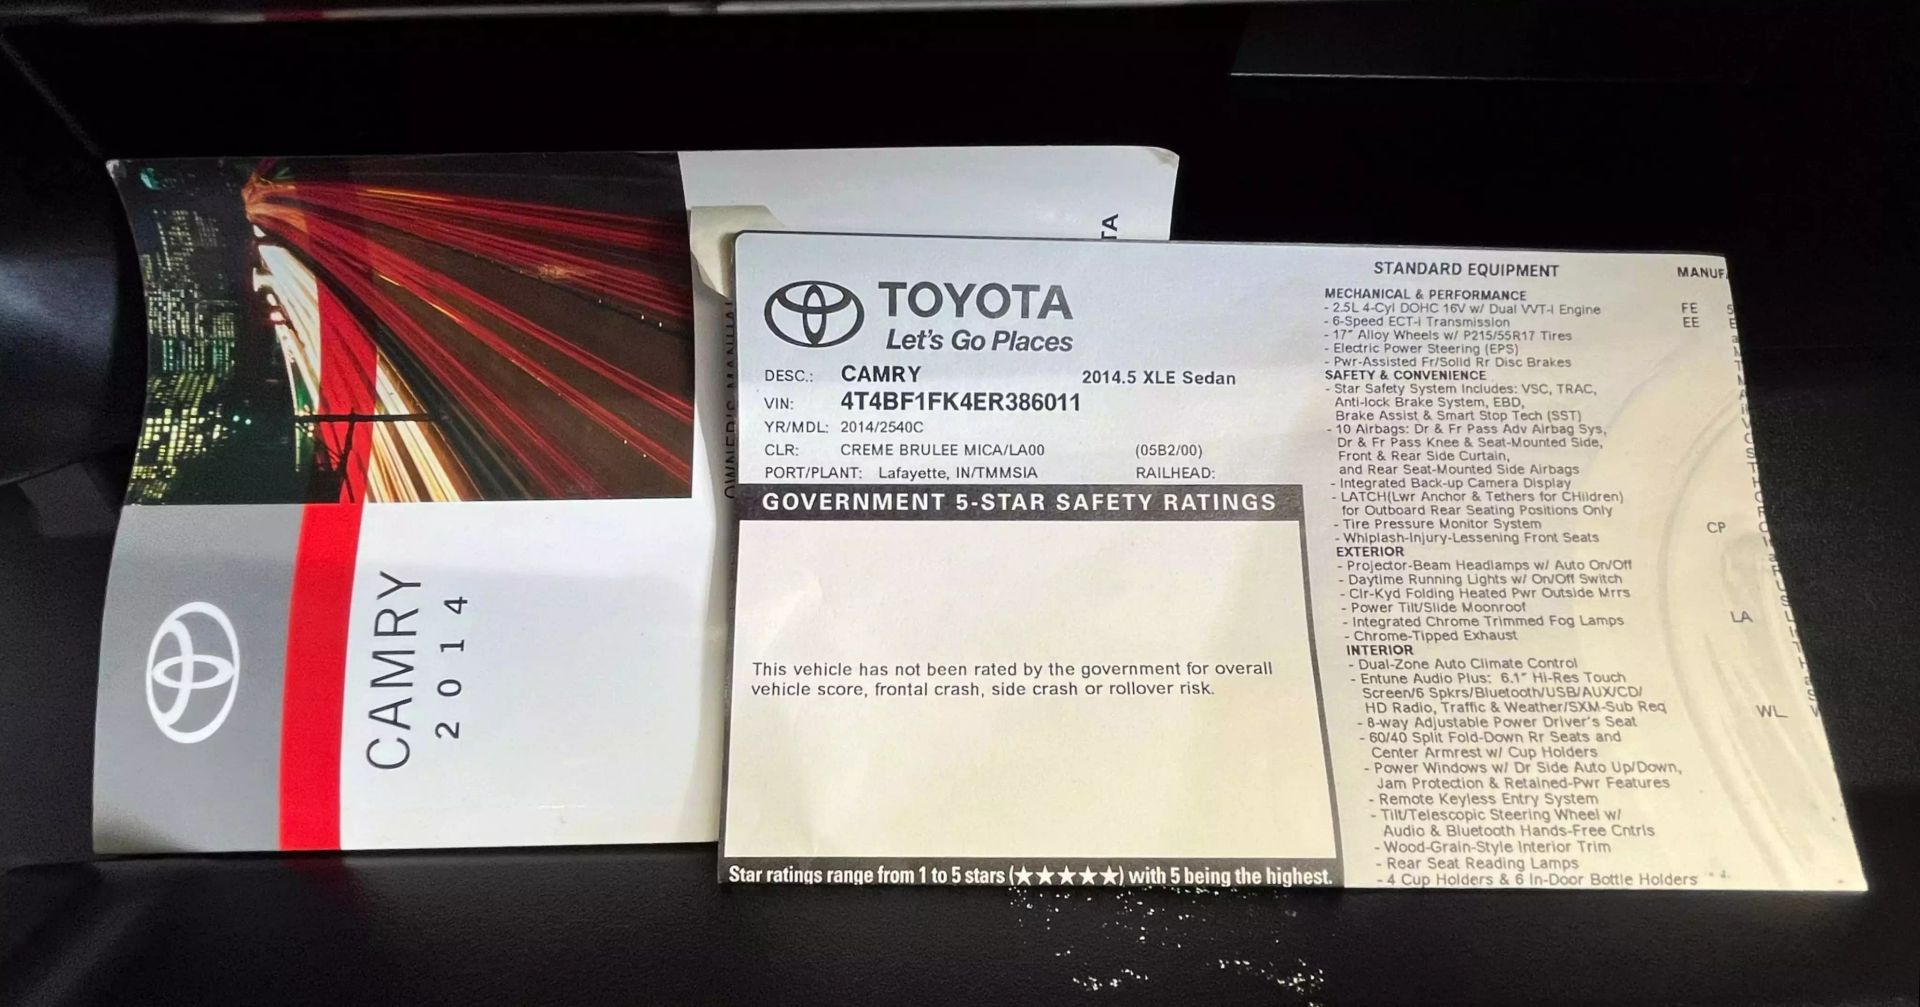 CAMRY
2014
OWNER'S MANUAL
TA
TOYOTA
Let's Go Places
DESC.: CAMRY 2014.5 XLE Sedan
VIN: 4T4BF1FK4ER386011
YR/MDL: 2014/2540C
CLR: CREME BRULEE MICA/LA00 (05B2/00)
PORT/PLANT: Lafayette, IN/TMMSIA RAILHEAD:
GOVERNMENT 5-STAR SAFETY RATINGS
This vehicle has not been rated by the government for overall
vehicle score, frontal crash, side crash or rollover risk.
Star ratings range from 1 to 5 stars (★★★★★) with 5 being the highest.
STANDARD EQUIPMENT
MECHANICAL & PERFORMANCE
- 2.5L 4-Cyl DOHC 16V w/ Dual VVT-i Engine
- 6-Speed ECT-i Transmission
- 17" Alloy Wheels w/ P215/55R17 Tires
- Electric Power Steering (EPS)
- Pwr-Assisted Fr/Solid Rr Disc Brakes
SAFETY & CONVENIENCE
- Star Safety System Includes: VSC, TRAC,
Anti-lock Brake System, EBD,
Brake Assist & Smart Stop Tech (SST)
- 10 Airbags: Dr & Fr Pass Adv Airbag Sys,
Dr & Fr Pass Knee & Seat-Mounted Side,
Front & Rear Side Curtain,
and Rear Seat-Mounted Side Airbags
- Integrated Back-up Camera Display
- LATCH(Lwr Anchor & Tethers for CHildren)
for Outboard Rear Seating Positions Only
- Tire Pressure Monitor System
- Whiplash-Injury-Lessening Front Seats
EXTERIOR
- Projector-Beam Headlamps w/ Auto On/Off
- Daytime Running Lights w/ On/Off Switch
- Clr-Kyd Folding Heated Pwr Outside Mrrs
- Power Tilt/Slide Moonroof
- Integrated Chrome Trimmed Fog Lamps
- Chrome-Tipped Exhaust
INTERIOR
- Dual-Zone Auto Climate Control
- Entune Audio Plus: 6.1" Hi-Res Touch
Screen/6 Spkrs/Bluetooth/USB/AUX/CD/
HD Radio, Traffic & Weather/SXM-Sub Req
- 8-way Adjustable Power Driver's Seat
- 60/40 Split Fold-Down Rr Seats and
Center Armrest w/ Cup Holders
- Power Windows w/ Dr Side Auto Up/Down,
Jam Protection & Retained-Pwr Features
- Remote Keyless Entry System
- Tilt/Telescopic Steering Wheel w/
Audio & Bluetooth Hands-Free Cntrls
- Wood-Grain-Style Interior Trim
- Rear Seat Reading Lamps
- 4 Cup Holders & 6 In-Door Bottle Holders
MANUF
FE
EE
CP
LA
WL